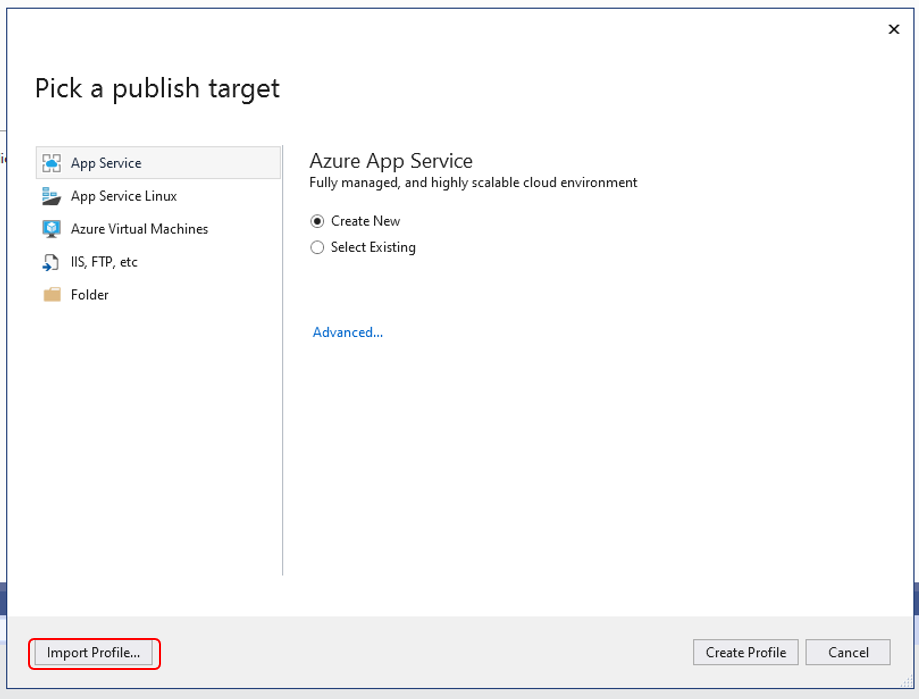 Pick a publish target
App Service
App Service Linux
Azure Virtual Machines
IIS, FTP, etc
Folder
Azure App Service
Fully managed, and highly scalable cloud environment
Create New
Select Existing
Advanced...
Import Profile...
Create Profile
Cancel